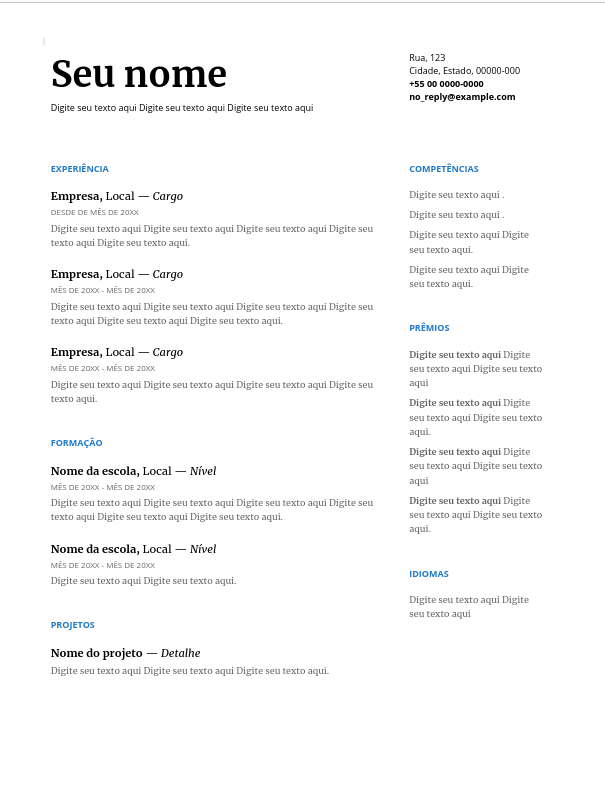 Seu nome
Digite seu texto aqui Digite seu texto aqui Digite seu texto aqui
Rua, 123
Cidade, Estado, 00000-000
+55 00 0000-0000
no_reply@example.com
EXPERIÊNCIA
Empresa, Local — Cargo
DESDE DE MÊS DE 20XX
Digite seu texto aqui Digite seu texto aqui Digite seu texto aqui Digite seu
texto aqui Digite seu texto aqui.
Empresa, Local — Cargo
MÊS DE 20XX - MÊS DE 20XX
Digite seu texto aqui Digite seu texto aqui Digite seu texto aqui Digite seu
texto aqui Digite seu texto aqui Digite seu texto aqui.
Empresa, Local — Cargo
MÊS DE 20XX - MÊS DE 20XX
Digite seu texto aqui Digite seu texto aqui Digite seu texto aqui Digite seu
texto aqui.
FORMAÇÃO
Nome da escola, Local — Nível
MÊS DE 20XX - MÊS DE 20XX
Digite seu texto aqui Digite seu texto aqui Digite seu texto aqui Digite seu
texto aqui Digite seu texto aqui Digite seu texto aqui.
Nome da escola, Local — Nível
MÊS DE 20XX - MÊS DE 20XX
Digite seu texto aqui Digite seu texto aqui.
PROJETOS
Nome do projeto — Detalhe
Digite seu texto aqui Digite seu texto aqui Digite seu texto aqui.
COMPETÊNCIAS
Digite seu texto aqui .
Digite seu texto aqui .
Digite seu texto aqui Digite
seu texto aqui.
Digite seu texto aqui Digite
seu texto aqui.
PRÊMIOS
Digite seu texto aqui Digite
seu texto aqui Digite seu texto
aqui
Digite seu texto aqui Digite
seu texto aqui Digite seu texto
aqui.
Digite seu texto aqui Digite
seu texto aqui Digite seu texto
aqui
Digite seu texto aqui Digite
seu texto aqui Digite seu texto
aqui.
IDIOMAS
Digite seu texto aqui Digite
seu texto aqui